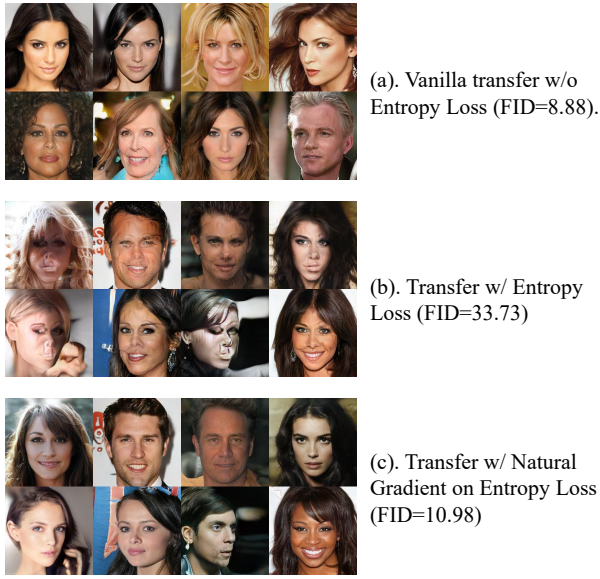 (a). Vanilla transfer w/o
Entropy Loss (FID=8.88).
(b). Transfer w/ Entropy
Loss (FID=33.73)
(c). Transfer w/ Natural
Gradient on Entropy Loss
(FID=10.98)